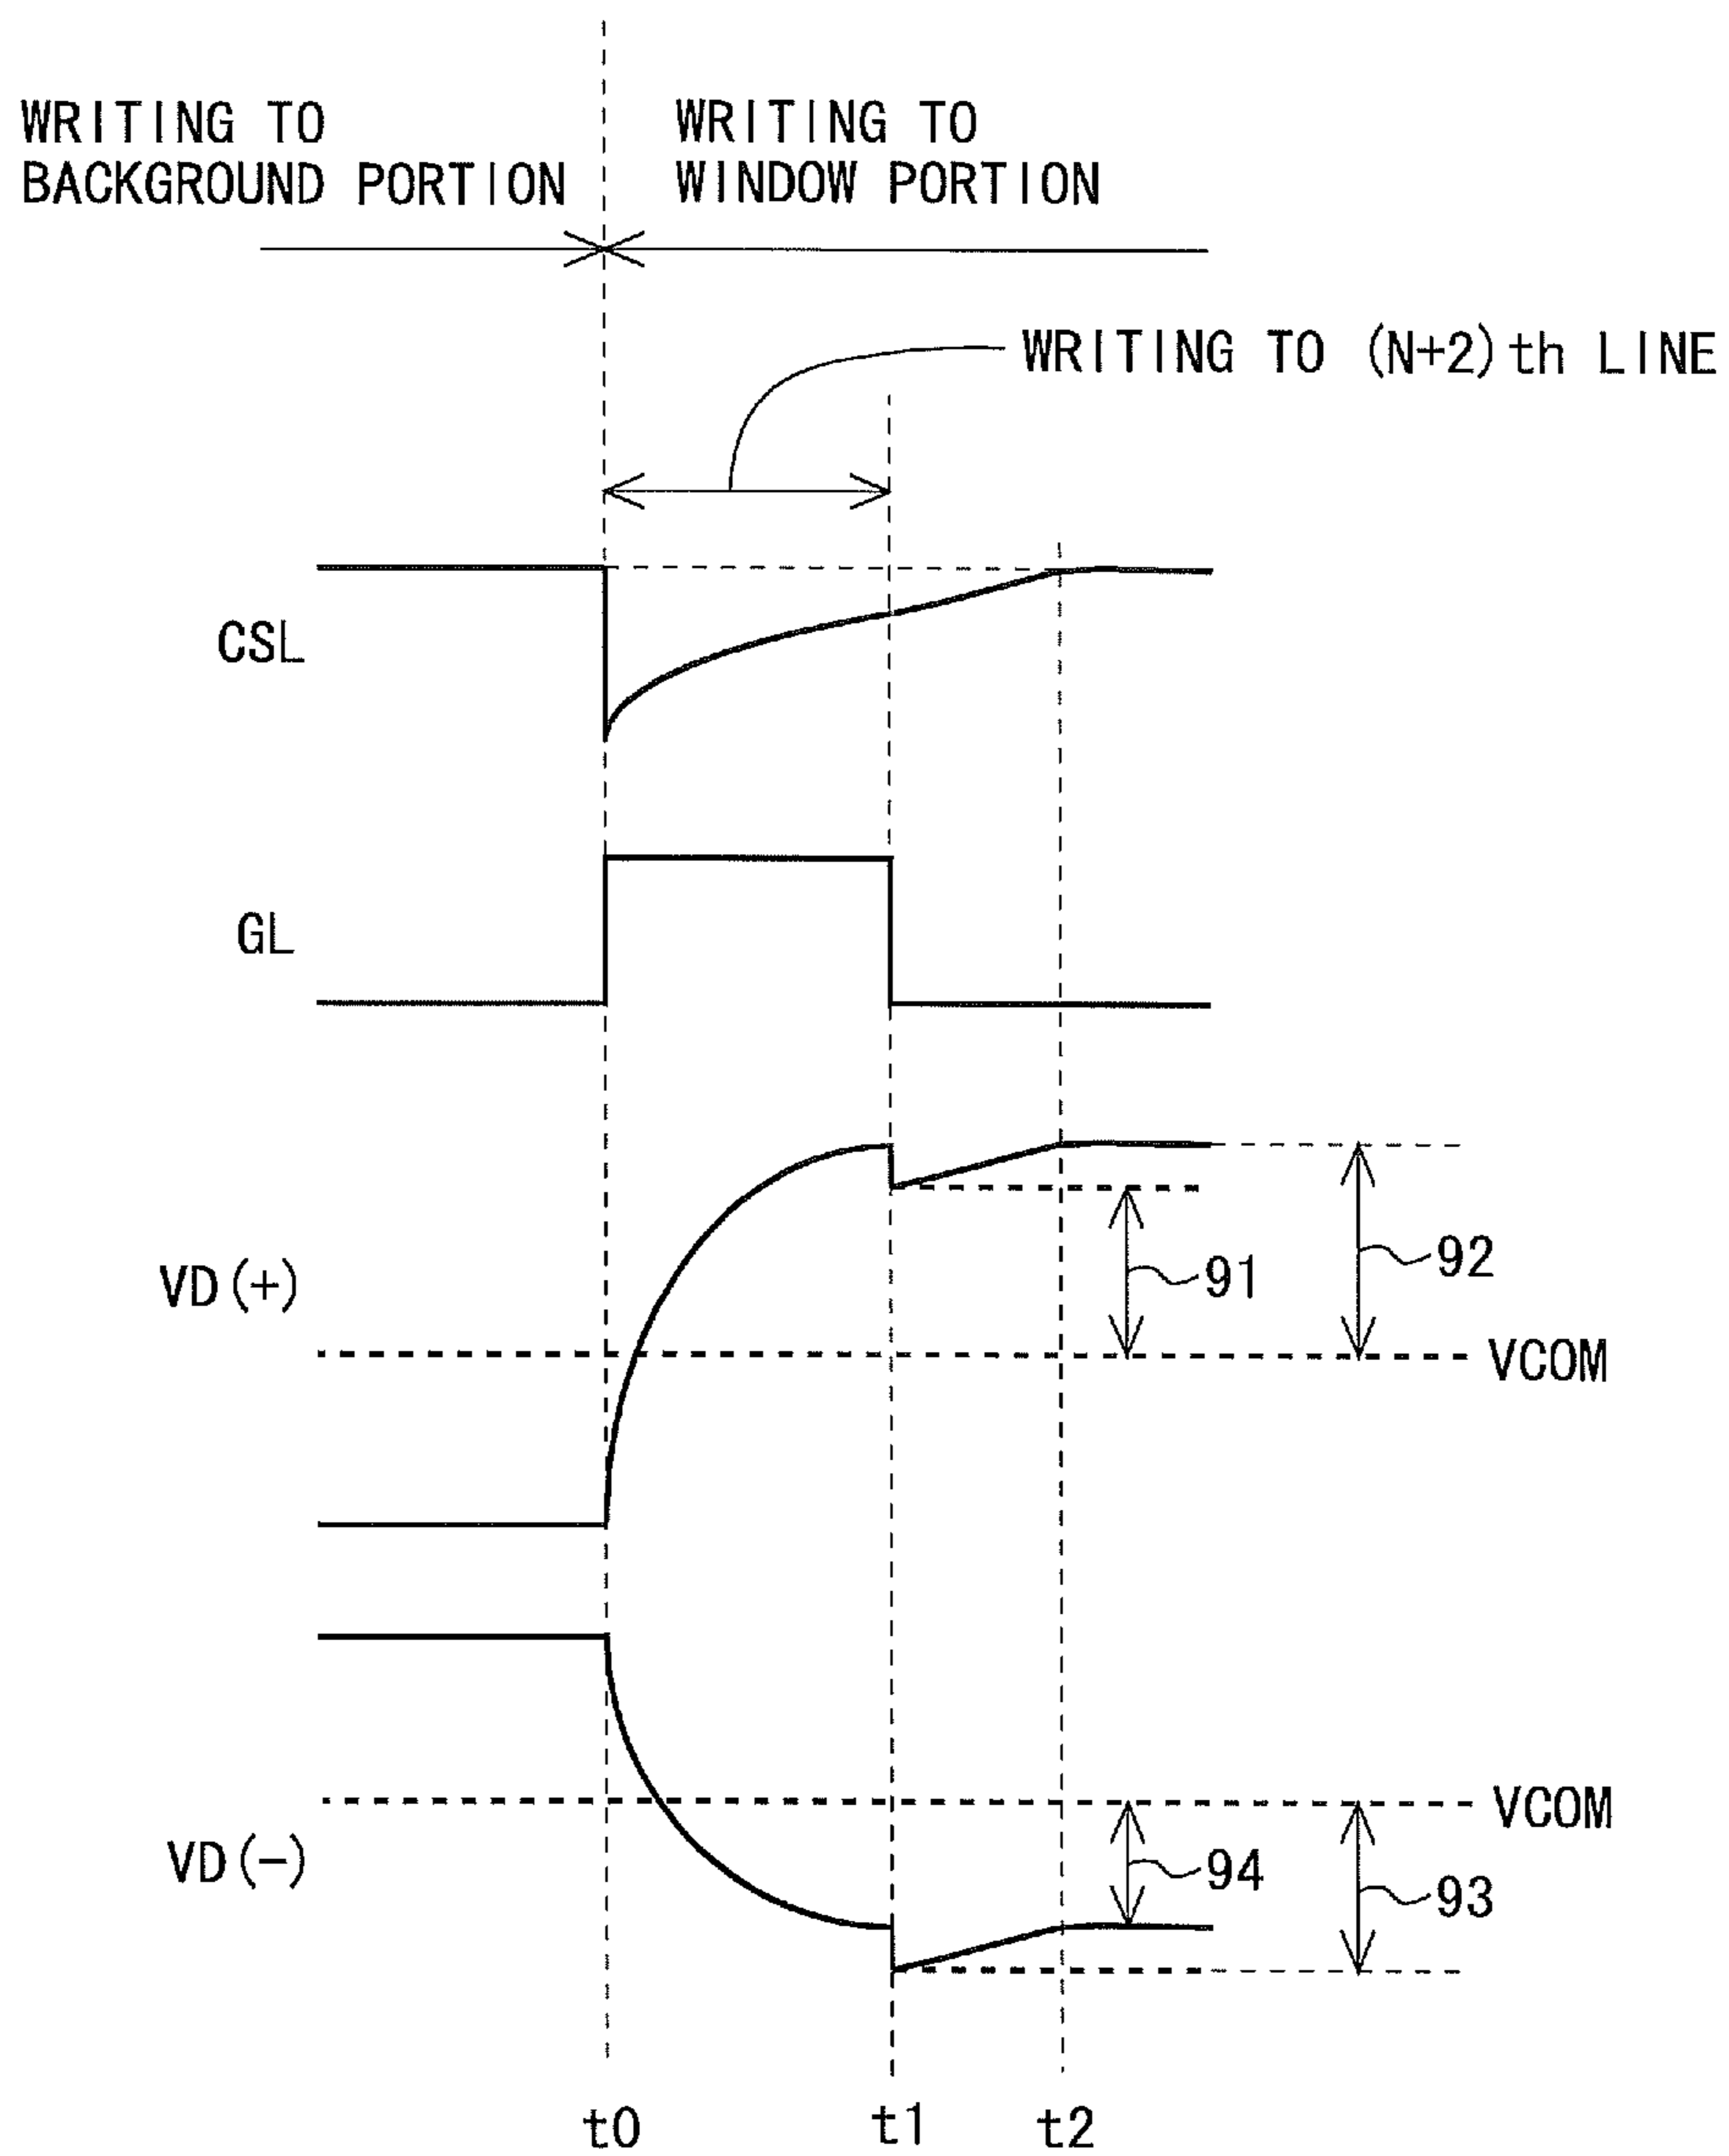 WRITING TO
BACKGROUND PORTION
WRITING TO
WINDOW PORTION
WRITING TO (N+2)th LINE
CSL
GL
VD(+)
91
92
VCOM
VCOM
VD(-)
94
93
t0
t1
t2